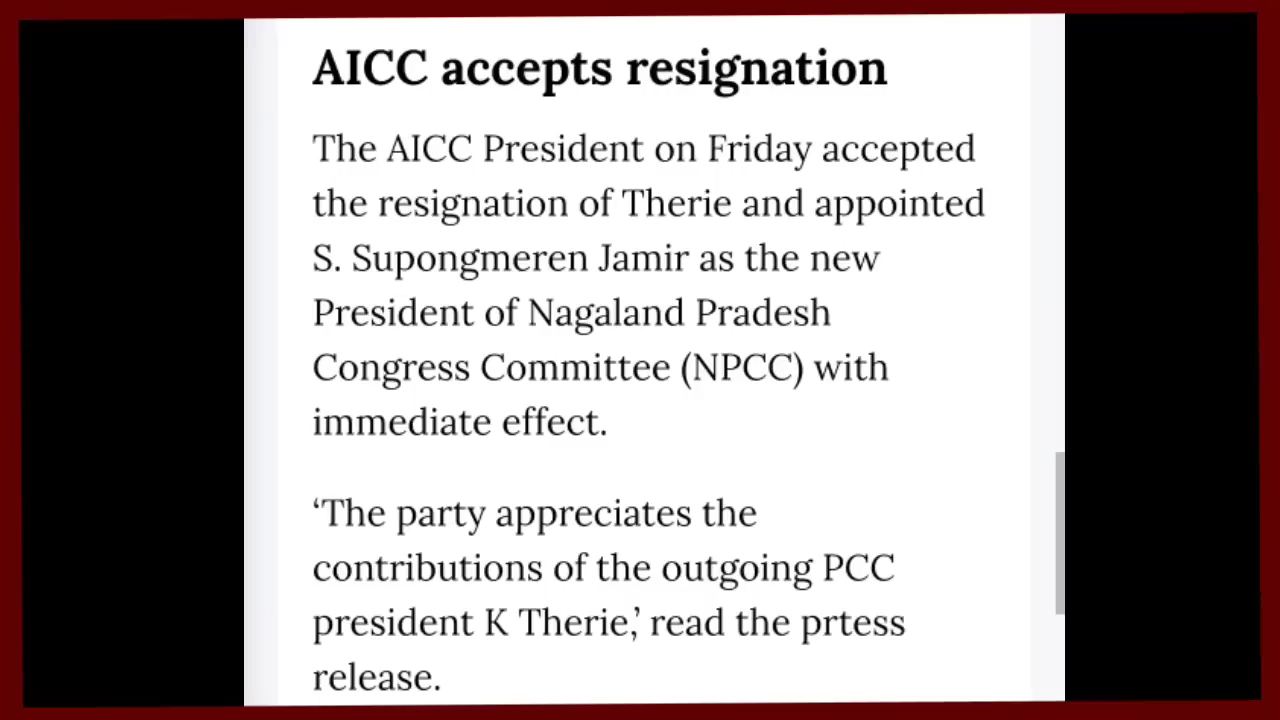 AICC accepts resignation
The AICC President on Friday accepted
the resignation of Therie and appointed
S. Supongmeren Jamir as the new
President of Nagaland Pradesh
Congress Committee (NPCC) with
immediate effect.
‘The party appreciates the
contributions of the outgoing PCC
president K Therie,’ read the prtess
release.